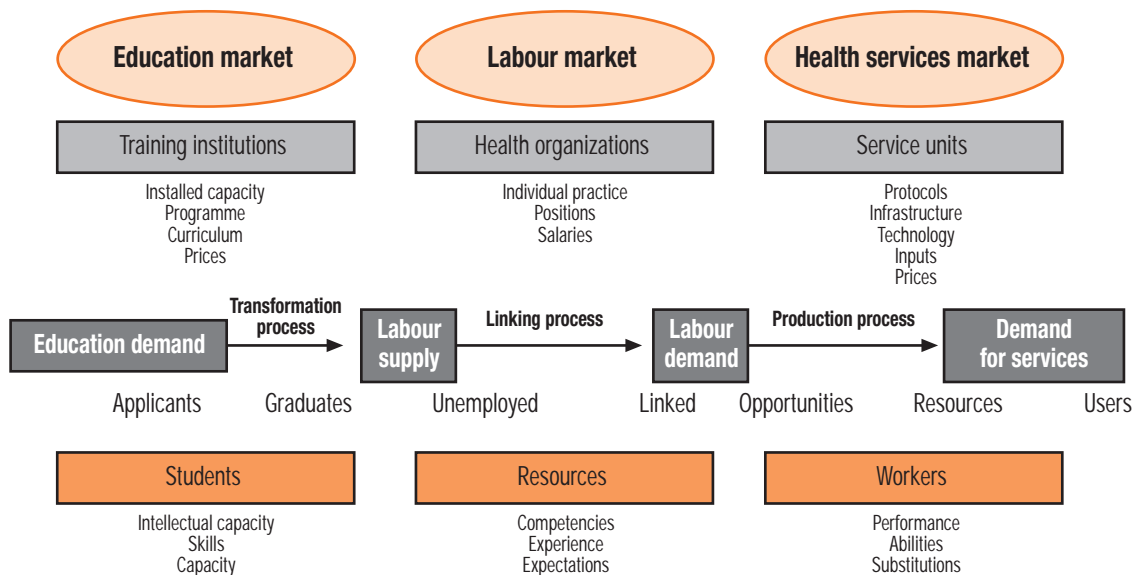 Education market
Labour market
Health services market
Training institutions
Health organizations
Service units
Installed capacity
Programme
Curriculum
Prices
Individual practice
Positions
Salaries
Protocols
Infrastructure
Technology
Inputs
Prices
Transformation
process
Linking process
Production process
Education demand
Labour
supply
Labour
demand
Demand
for services
Applicants
Graduates
Unemployed
Linked
Opportunities
Resources
Users
Students
Resources
Workers
Intellectual capacity
Skills
Capacity
Competencies
Experience
Expectations
Performance
Abilities
Substitutions